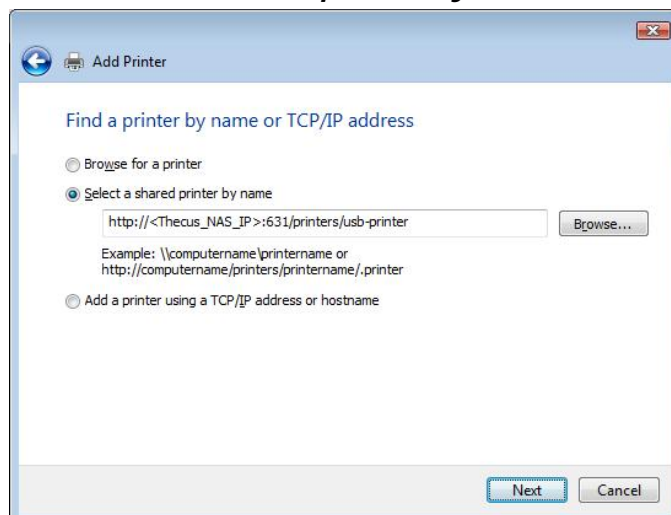 Add Printer
Find a printer by name or TCP/IP address
Browse for a printer
Select a shared printer by name
http://<Thecus_NAS_IP>:631/printers/usb-printer
Browse...
Example: \\computername\printername or
http://computername/printers/printername/.printer
Add a printer using a TCP/IP address or hostname
Next Cancel